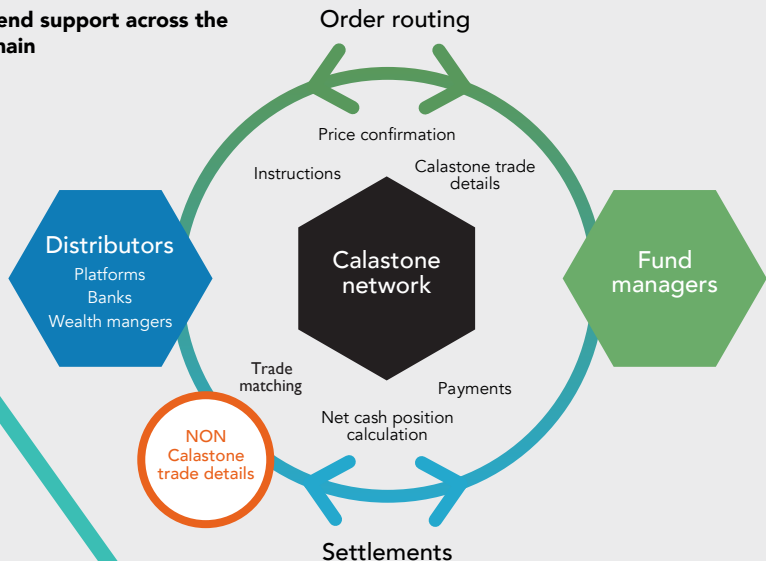 end support across the
Order routing
Price confirmation
Instructions
Calastone trade
details
Distributors
Platforms
Banks
Wealth mangers
Calastone
network
Fund
managers
Trade
matching
Payments
Net cash position
calculation
NON
Calastone
trade details
Settlements